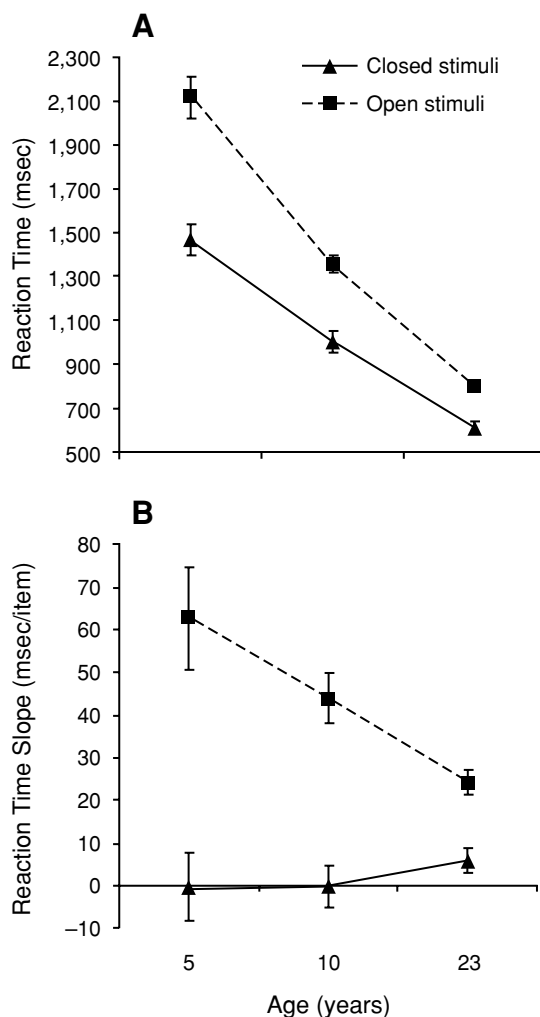 A
2,300
2,100
1,900
1,700
1,500
1,300
1,100
900
700
500
Reaction Time (msec)
Closed stimuli
Open stimuli
B
80
70
60
50
40
30
20
10
0
–10
Reaction Time Slope (msec/item)
5 10 23
Age (years)